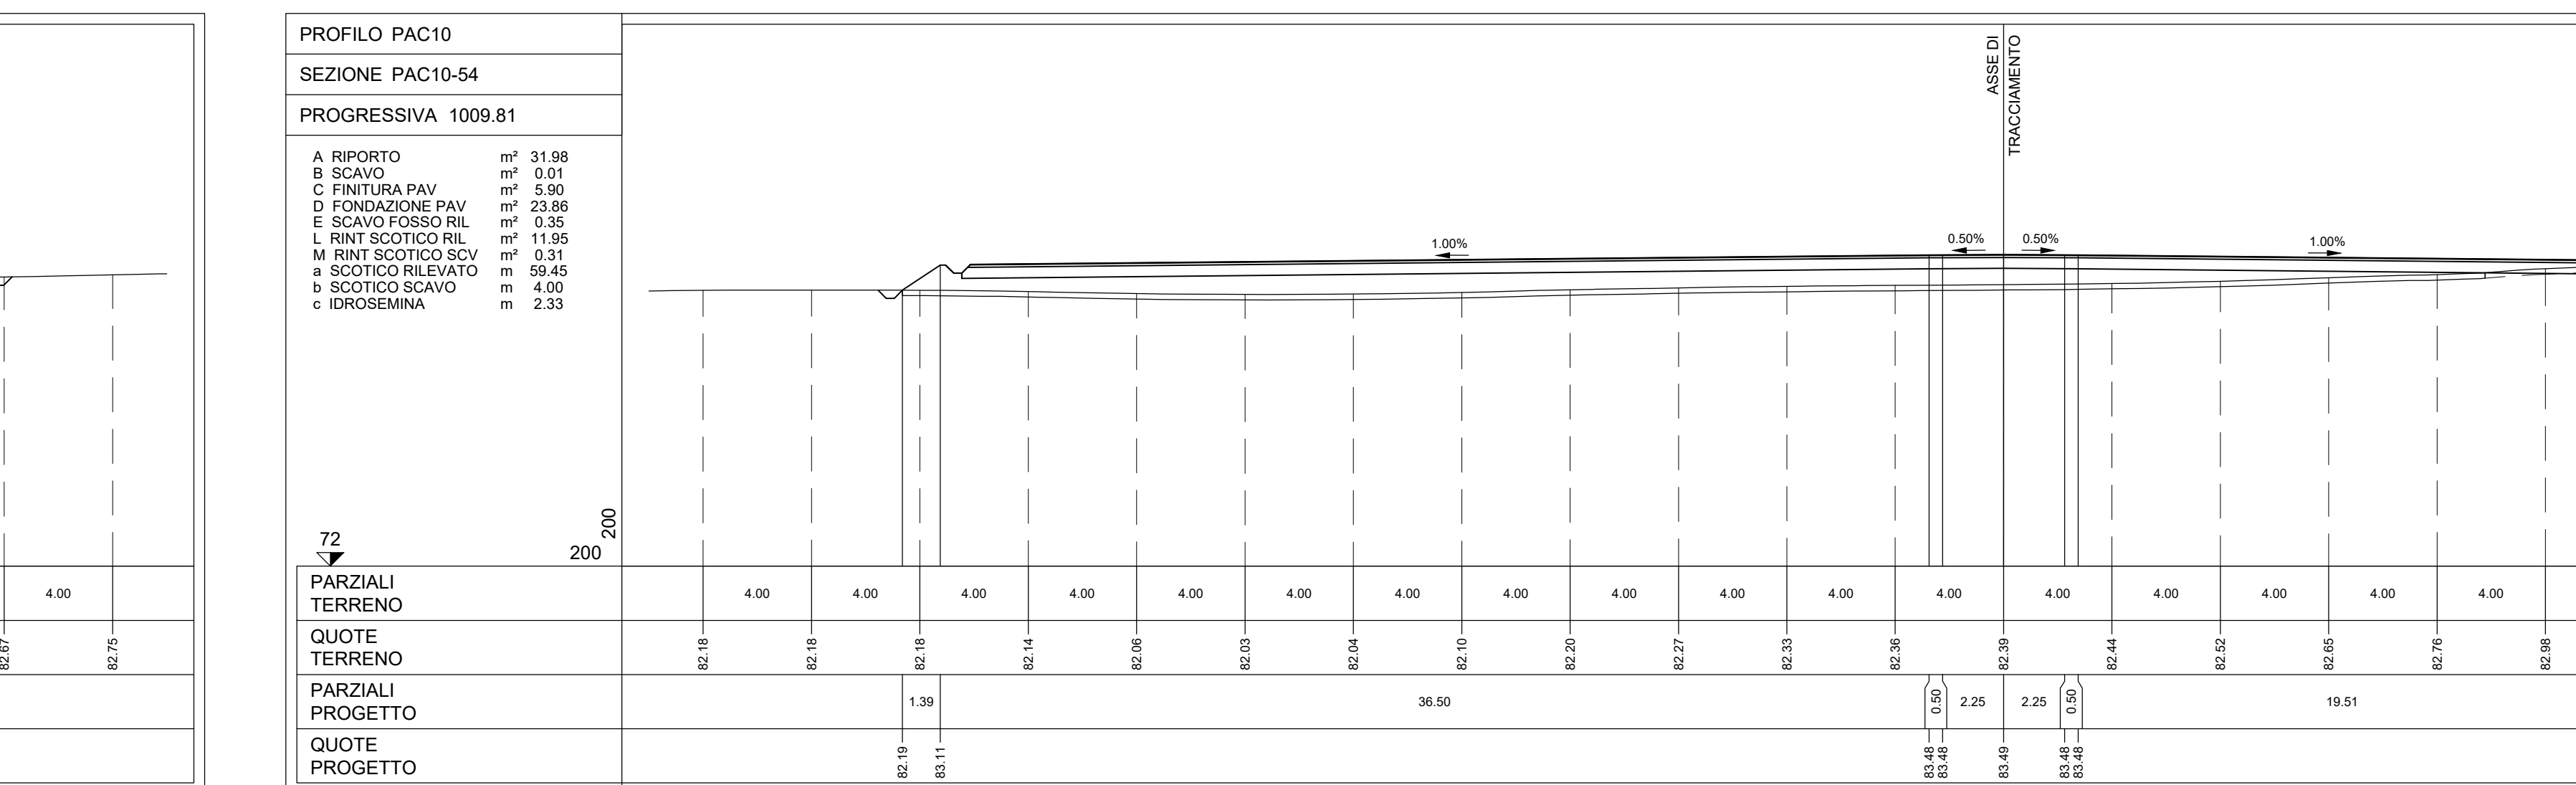 4.00
82.67
82.75
PROFILO PAC10
SEZIONE PAC10-54
PROGRESSIVA 1009.81
A RIPORTO m² 31.98
B SCAVO m² 0.01
C FINITURA PAV m² 5.90
D FONDAZIONE PAV m² 23.86
E SCAVO FOSSO RIL m² 0.35
L RINT SCOTICO RIL m² 11.95
M RINT SCOTICO SCV m² 0.31
a SCOTICO RILEVATO m 59.45
b SCOTICO SCAVO m 4.00
c IDROSEMINA m 2.33
72
200
200
ASSE DI
TRACCIAMENTO
1.00%
0.50%
0.50%
1.00%
PARZIALI
TERRENO
4.00 4.00 4.00 4.00 4.00 4.00 4.00 4.00 4.00 4.00 4.00 4.00 4.00 4.00 4.00 4.00 4.00
QUOTE
TERRENO
82.18 82.18 82.18 82.14 82.06 82.03 82.04 82.10 82.20 82.27 82.33 82.36 82.39 82.44 82.52 82.65 82.76 82.98
PARZIALI
PROGETTO
1.39 36.50 0.50 2.25 2.25 0.50 19.51
QUOTE
PROGETTO
82.19 83.11 83.48 83.48 83.49 83.48 83.48